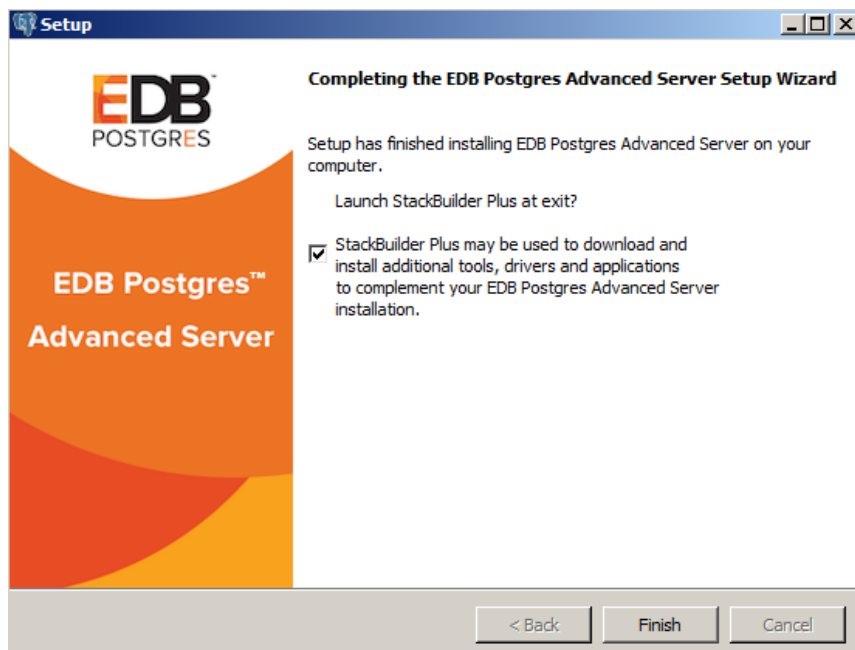 Setup
EDB™
POSTGRES
EDB Postgres™
Advanced Server
Completing the EDB Postgres Advanced Server Setup Wizard
Setup has finished installing EDB Postgres Advanced Server on your
computer.
Launch StackBuilder Plus at exit?
StackBuilder Plus may be used to download and
install additional tools, drivers and applications
to complement your EDB Postgres Advanced Server
installation.
< Back
Finish
Cancel